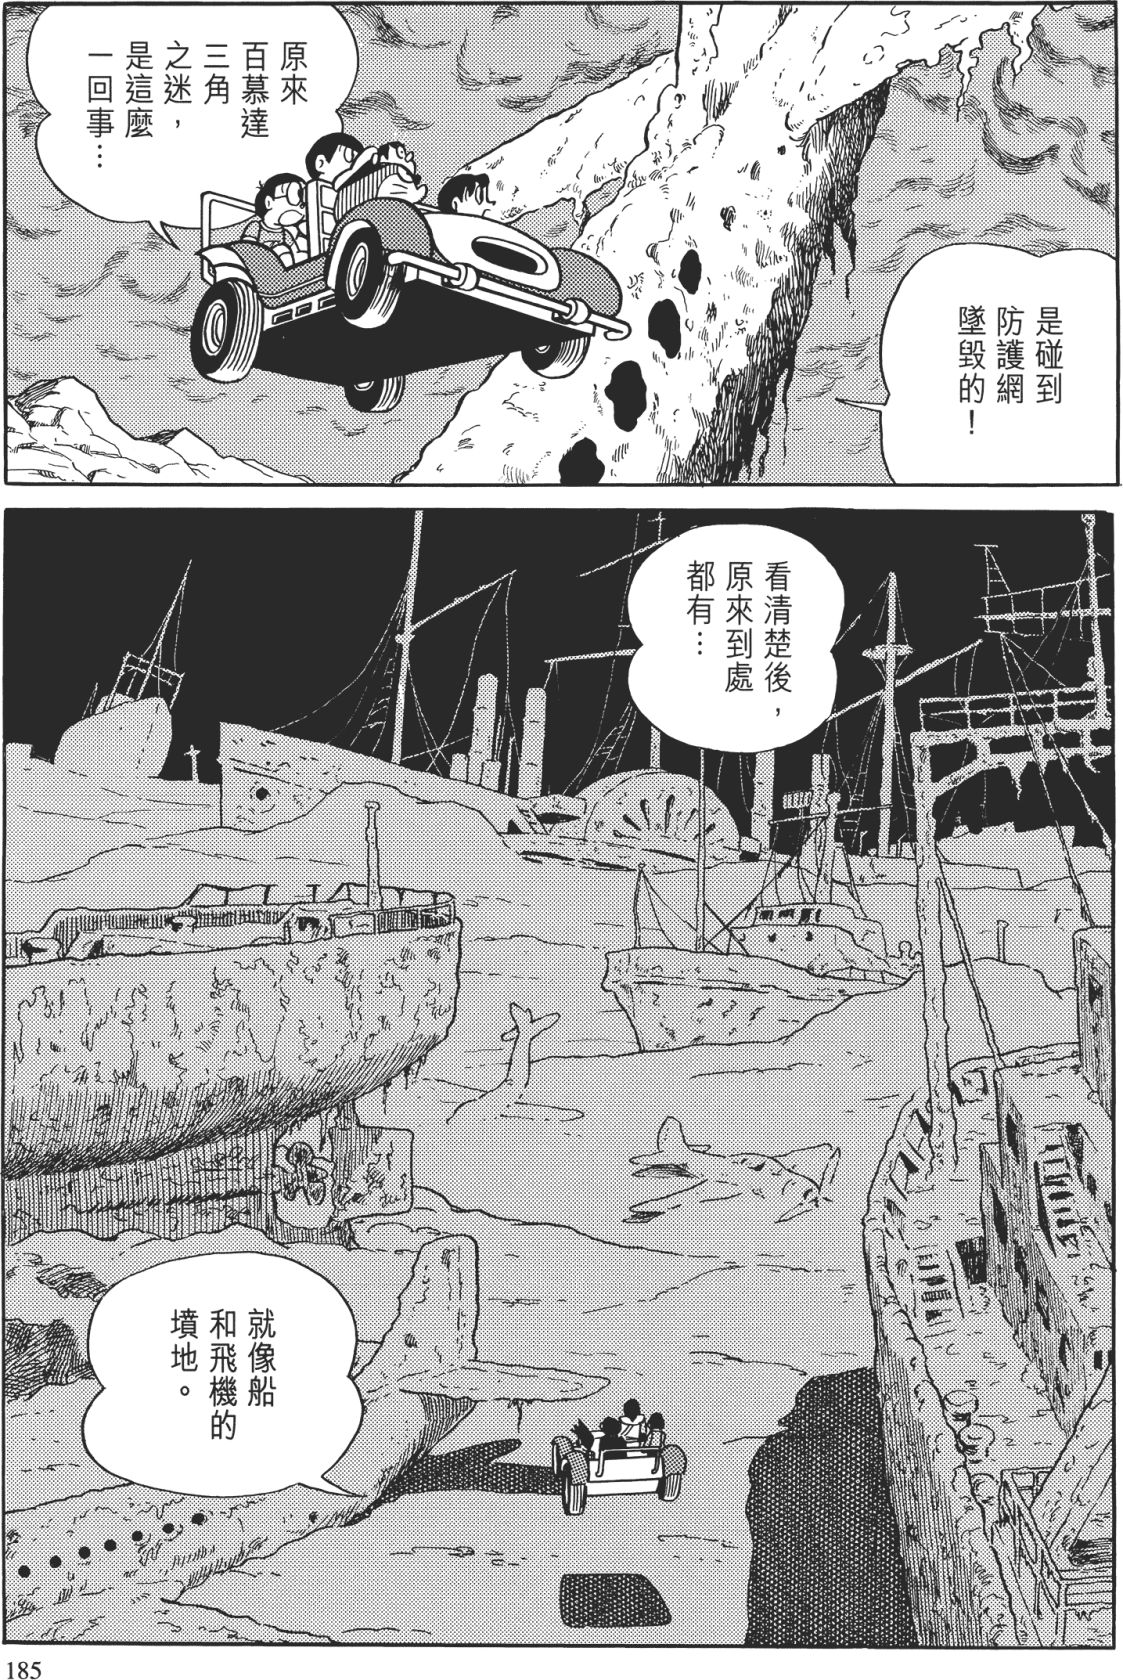 是碰到
防護網
墜毀的！
原來
百慕達
三角
之迷，
是這麼
一回事…
看清楚後，
原來到處
都有…
就像船
和飛機的
墳地。
185